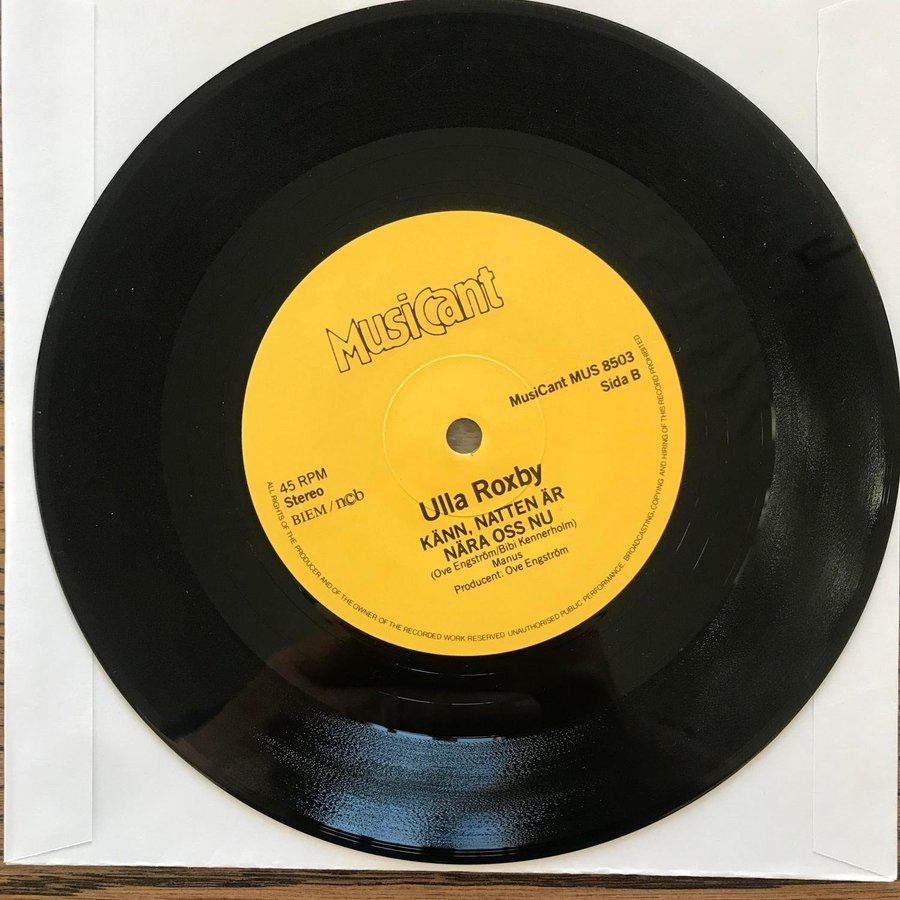 MusiCant
MusiCant MUS 8503
Sida B
45 RPM
Stereo
BIEM/n©b
Ulla Roxby
KÄNN, NATTEN ÄR
NÄRA OSS NU
(Ove Engström/Bibi Kennerholm)
Manus
Producent: Ove Engström
ALL RIGHTS OF THE PRODUCER AND OF THE OWNER OF THE RECORDED WORK RESERVED. UNAUTHORISED PUBLIC PERFORMANCE, BROADCASTING, COPYING AND HIRING OF THIS RECORD PROHIBITED